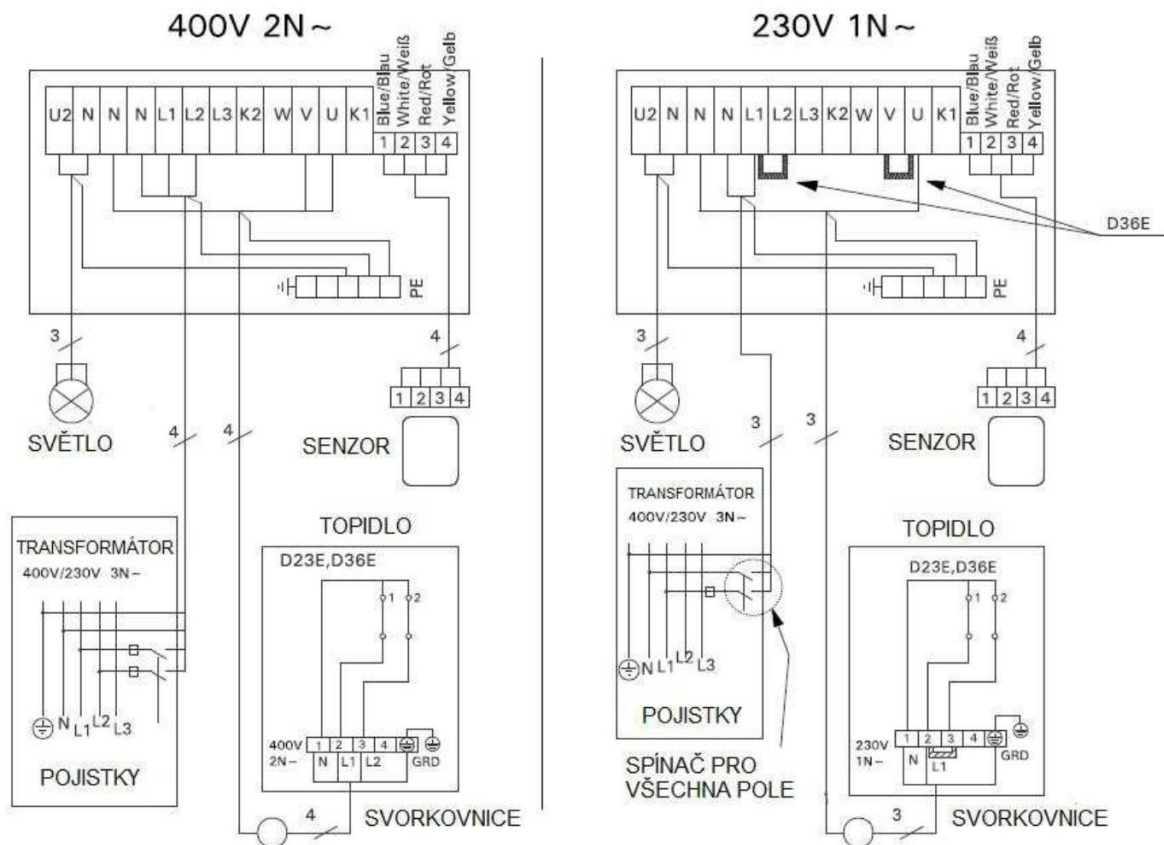 400V 2N~
Blue/Blau
White/Weiß
Red/Rot
Yellow/Gelb
U2 N N N L1 L2 L3 K2 W V U K1
1 2 3 4
PE
3
4
1 2 3 4
SVĚTLO
4
4
SENZOR
TRANSFORMÁTOR
400V/230V 3N~
N L1 L2 L3
POJISTKY
TOPIDLO
D23E,D36E
1 2
400V
2N~
1 2 3 4
N L1 L2
GRD
4
SVORKOVNICE
230V 1N~
Blue/Blau
White/Weiß
Red/Rot
Yellow/Gelb
U2 N N N L1 L2 L3 K2 W V U K1
1 2 3 4
D36E
PE
3
4
1 2 3 4
SVĚTLO
3
3
SENZOR
TRANSFORMÁTOR
400V/230V 3N~
N L1 L2 L3
POJISTKY
SPÍNAČ PRO
VŠECHNA POLE
TOPIDLO
D23E,D36E
1 2
230V
1N~
1 2 3 4
N L1
GRD
3
SVORKOVNICE